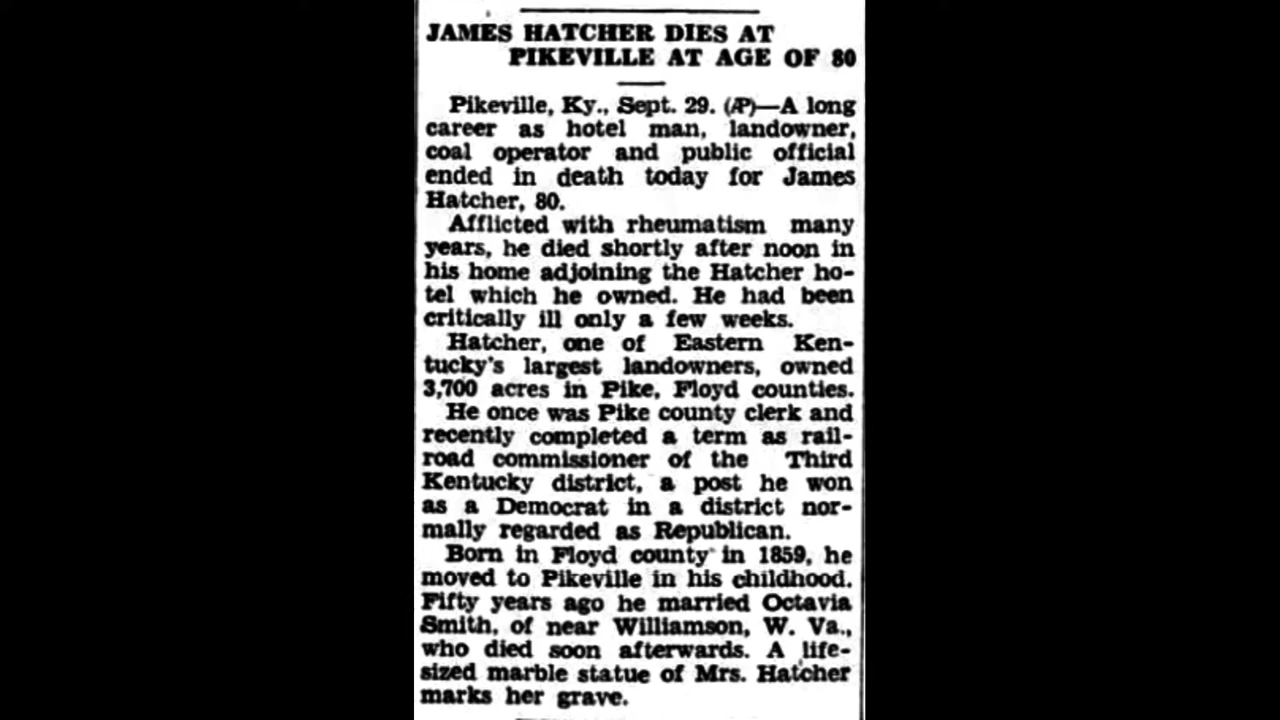 JAMES HATCHER DIES AT
PIKEVILLE AT AGE OF 80
Pikeville, Ky., Sept. 29. (AP)—A long
career as hotel man, landowner,
coal operator and public official
ended in death today for James
Hatcher, 80.
Afflicted with rheumatism many
years, he died shortly after noon in
his home adjoining the Hatcher ho-
tel which he owned. He had been
critically ill only a few weeks.
Hatcher, one of Eastern Ken-
tucky's largest landowners, owned
3,700 acres in Pike, Floyd counties.
He once was Pike county clerk and
recently completed a term as rail-
road commissioner of the Third
Kentucky district, a post he won
as a Democrat in a district nor-
mally regarded as Republican.
Born in Floyd county in 1859, he
moved to Pikeville in his childhood.
Fifty years ago he married Octavia
Smith, of near Williamson, W. Va.,
who died soon afterwards. A life-
sized marble statue of Mrs. Hatcher
marks her grave.